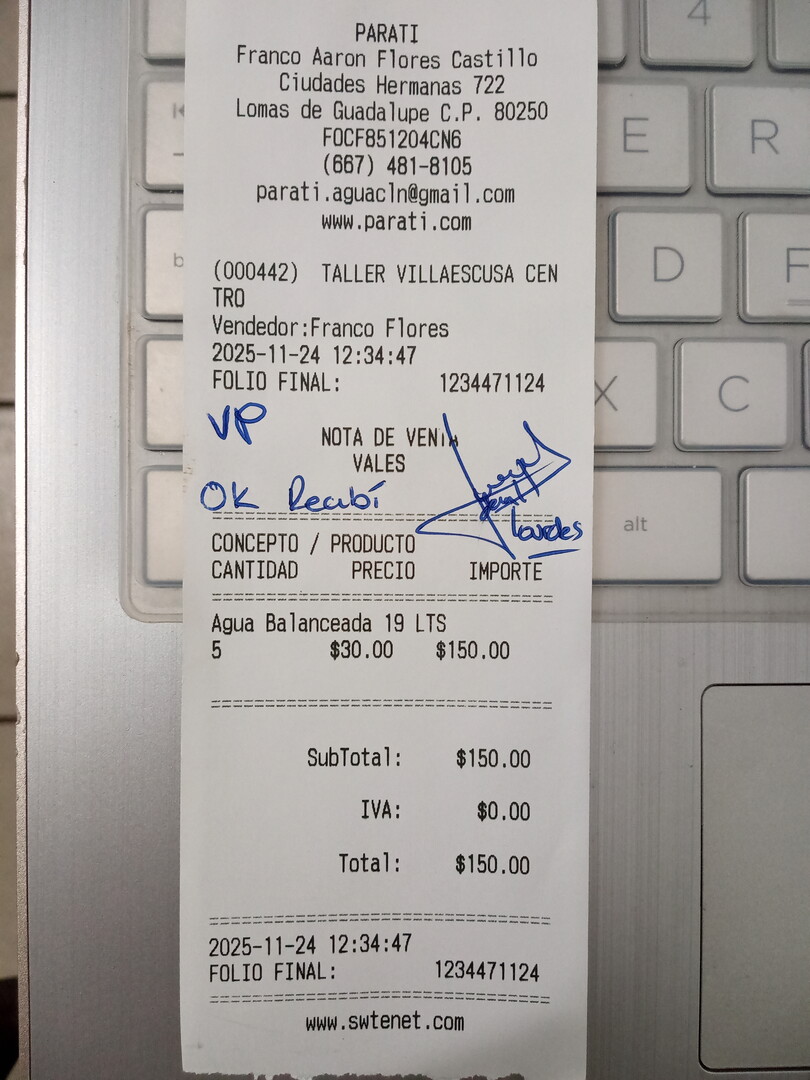 PARATI
Franco Aaron Flores Castillo
Ciudades Hermanas 722
Lomas de Guadalupe C.P. 80250
FOCF851204CN6
(667) 481-8105
parati.aguacln@gmail.com
www.parati.com
(000442) TALLER VILLAESCUSA CEN
TRO
Vendedor:Franco Flores
2025-11-24 12:34:47
FOLIO FINAL: 1234471124
VP
NOTA DE VENTA
VALES
OK Recibí
Lourdes
CONCEPTO / PRODUCTO
CANTIDAD PRECIO IMPORTE
Agua Balanceada 19 LTS
5 $30.00 $150.00
SubTotal: $150.00
IVA: $0.00
Total: $150.00
2025-11-24 12:34:47
FOLIO FINAL: 1234471124
www.swtenet.com
4
E R
D F
X C
alt